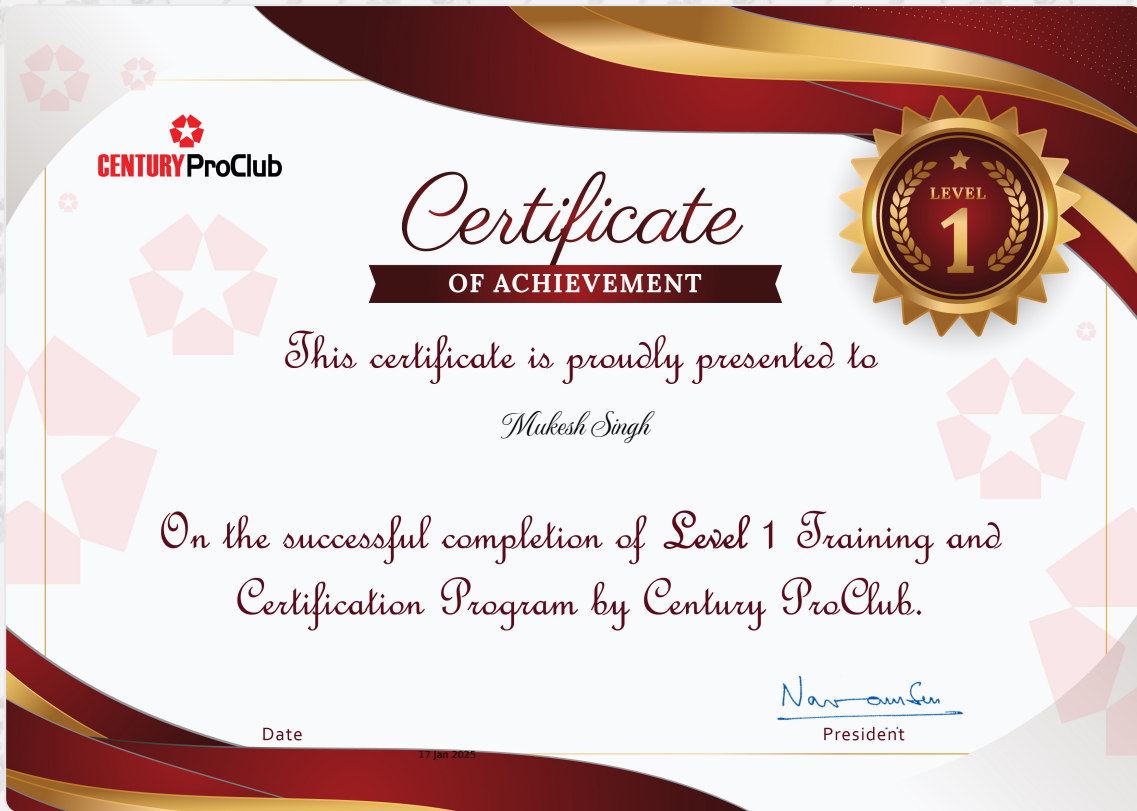 CENTURY ProClub
LEVEL
1
Certificate
OF ACHIEVEMENT
This certificate is proudly presented to
Mukesh Singh
On the successful completion of Level 1 Training and
Certification Program by Century ProClub.
Date
President
17 Jan 2025